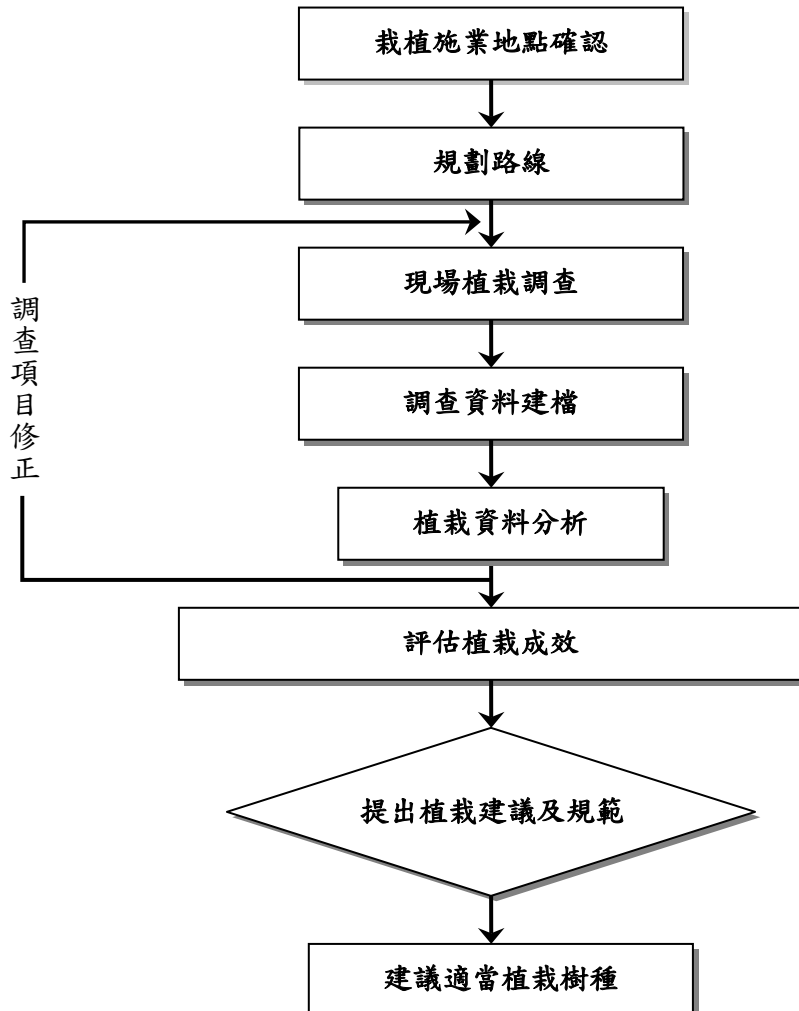 栽植施業地點確認
規劃路線
現場植栽調查
調查資料建檔
植栽資料分析
調查項目修正
評估植栽成效
提出植栽建議及規範
建議適當植栽樹種